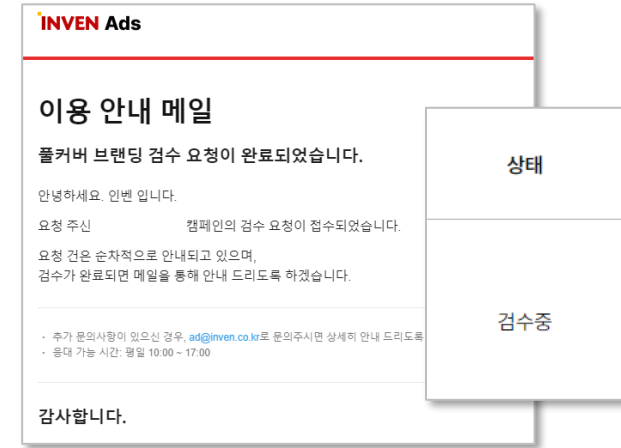 INVEN Ads
이용 안내 메일
풀커버 브랜딩 검수 요청이 완료되었습니다.
안녕하세요. 인벤 입니다.
요청 주신 캠페인의 검수 요청이 접수되었습니다.
요청 건은 순차적으로 안내되고 있으며,
검수가 완료되면 메일을 통해 안내 드리도록 하겠습니다.
· 추가 문의사항이 있으신 경우, ad@inven.co.kr로 문의주시면 상세히 안내 드리도록
· 응대 가능 시간: 평일 10:00 ~ 17:00
감사합니다.
상태
검수중